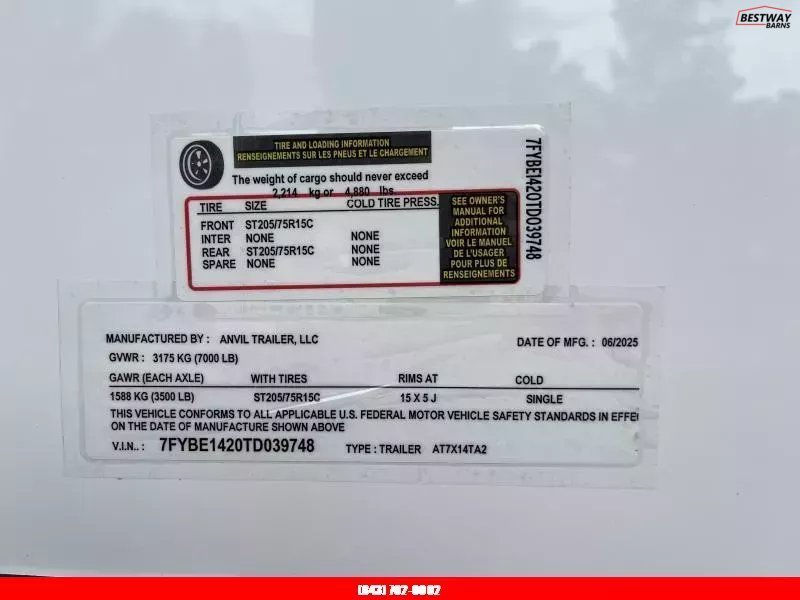 BESTWAY
BARNS
TIRE AND LOADING INFORMATION
RENSEIGNEMENTS SUR LES PNEUS ET LE CHARGEMENT
The weight of cargo should never exceed
2,214 kg or 4,880 lbs.
TIRE SIZE COLD TIRE PRESS.
FRONT ST205/75R15C
INTER NONE NONE
REAR ST205/75R15C NONE
SPARE NONE NONE
SEE OWNER'S
MANUAL FOR
ADDITIONAL
INFORMATION
VOIR LE MANUEL
DE L'USAGER
POUR PLUS DE
RENSEIGNEMENTS
7FYBE1420TD039748
MANUFACTURED BY : ANVIL TRAILER, LLC DATE OF MFG. : 06/2025
GVWR : 3175 KG (7000 LB)
GAWR (EACH AXLE) WITH TIRES RIMS AT COLD
1588 KG (3500 LB) ST205/75R15C 15 X 5 J SINGLE
THIS VEHICLE CONFORMS TO ALL APPLICABLE U.S. FEDERAL MOTOR VEHICLE SAFETY STANDARDS IN EFFE
ON THE DATE OF MANUFACTURE SHOWN ABOVE
V.I.N.. : 7FYBE1420TD039748 TYPE : TRAILER AT7X14TA2